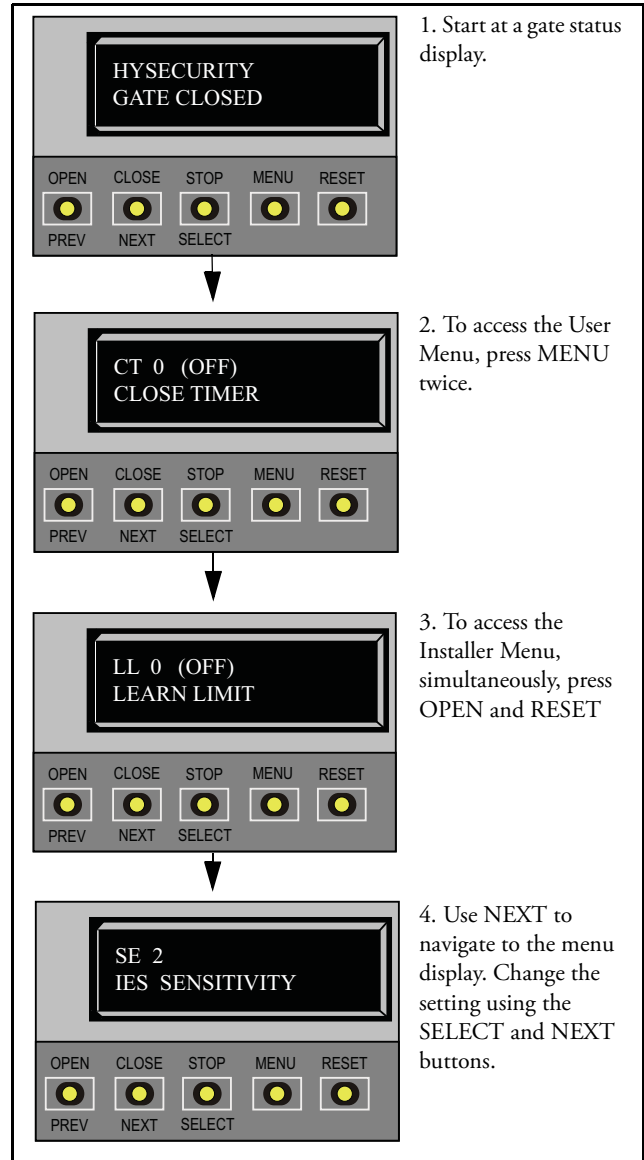 HYSECURITY
GATE CLOSED
OPEN CLOSE STOP MENU RESET
PREV NEXT SELECT
1. Start at a gate status
display.
CT 0 (OFF)
CLOSE TIMER
OPEN CLOSE STOP MENU RESET
PREV NEXT SELECT
2. To access the User
Menu, press MENU
twice.
LL 0 (OFF)
LEARN LIMIT
OPEN CLOSE STOP MENU RESET
PREV NEXT SELECT
3. To access the
Installer Menu,
simultaneously, press
OPEN and RESET
SE 2
IES SENSITIVITY
OPEN CLOSE STOP MENU RESET
PREV NEXT SELECT
4. Use NEXT to
navigate to the menu
display. Change the
setting using the
SELECT and NEXT
buttons.